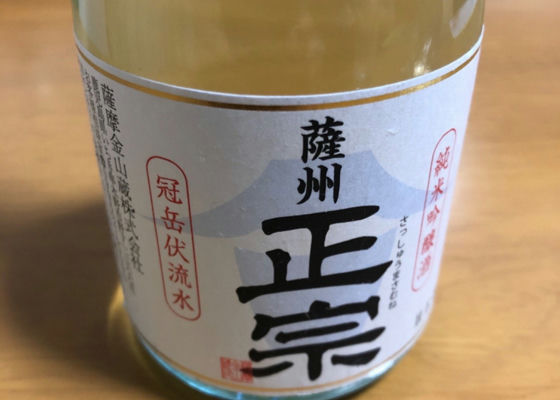 純米吟醸酒
薩州
正宗
さっしゅうまさむね
冠岳伏流水
薩摩金山蔵株式会社